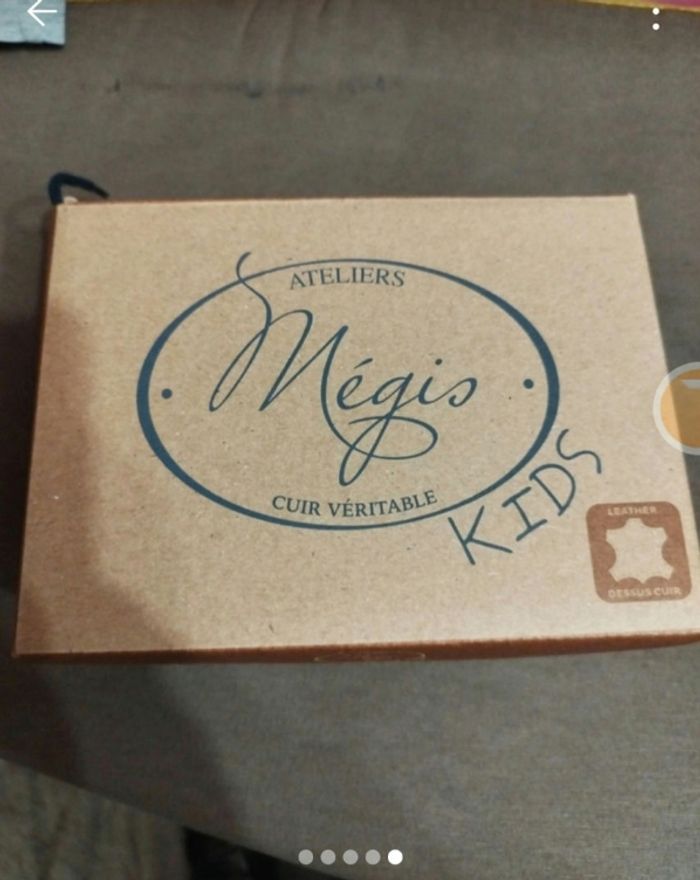 ATELIERS
Mégis
CUIR VÉRITABLE
KIDS
LEATHER
DESSUS CUIR